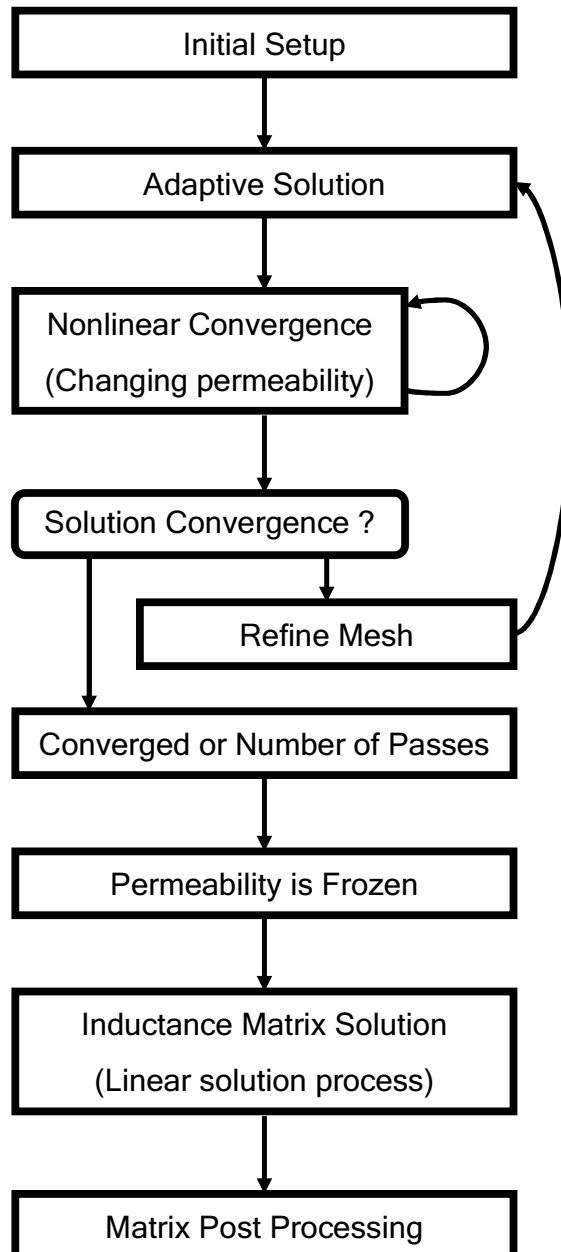 Initial Setup
Adaptive Solution
Nonlinear Convergence
(Changing permeability)
Solution Convergence ?
Refine Mesh
Converged or Number of Passes
Permeability is Frozen
Inductance Matrix Solution
(Linear solution process)
Matrix Post Processing